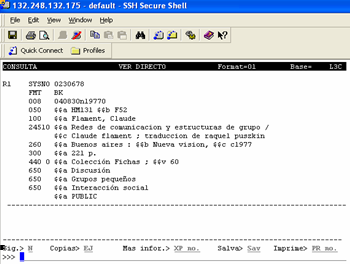 132.248.132.175 - default - SSH Secure Shell
File Edit View Window Help
Quick Connect Profiles
CONSULTA VER DIRECTO Format=01 Base= L3C
R1 SYSNO 0230678
FMT BK
008 040830n19770
050 $$a HM131 $$b F52
100 $$a Flament, Claude
24510 $$a Redes de comunicacion y estructuras de grupo /
$$c Claude flament ; traduccion de raquel puszkin
260 $$a Buenos aires : $$b Nueva vision, $$c c1977
300 $$a 221 p.
440 0 $$a Colección Fichas ; $$v 60
650 $$a Discusión
650 $$a Grupos pequeños
650 $$a Interacción social
$$a PUBLIC
Sig.> N Copias> EJ Mas infor.> XP mo. Salva> Sav Imprime> PR mo.
>>>